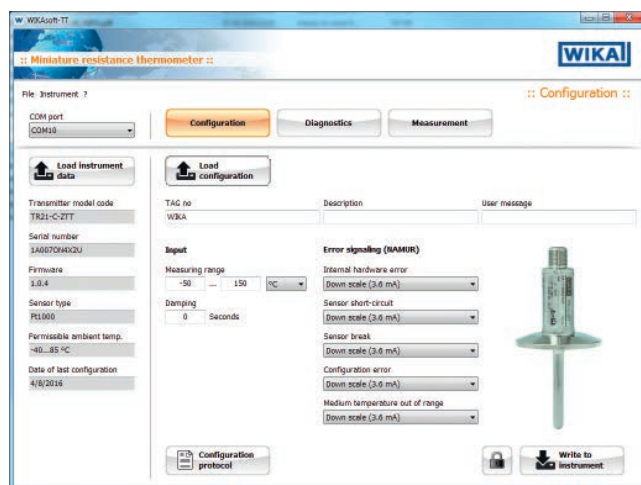 WIKAsoft-TT
:: Miniature resistance thermometer ::
WIKA
File Instrument ?
:: Configuration ::
COM port
COM10
Configuration
Diagnostics
Measurement
Load instrument
data
Load
configuration
Transmitter model code
TR21-C-ZTT
TAG no
Description
User message
WIKA
Serial number
1A007ON4X2U
Input
Error signaling (NAMUR)
Firmware
1.0.4
Measuring range
-50 ... 150 °C
Internal hardware error
Down scale (3.6 mA)
Sensor type
Pt1000
Damping
0 Seconds
Sensor short-circuit
Down scale (3.6 mA)
Permissible ambient temp.
-40...85 °C
Sensor break
Down scale (3.6 mA)
Date of last configuration
4/8/2016
Configuration error
Down scale (3.6 mA)
Medium temperature out of range
Down scale (3.6 mA)
Configuration
protocol
Write to
instrument